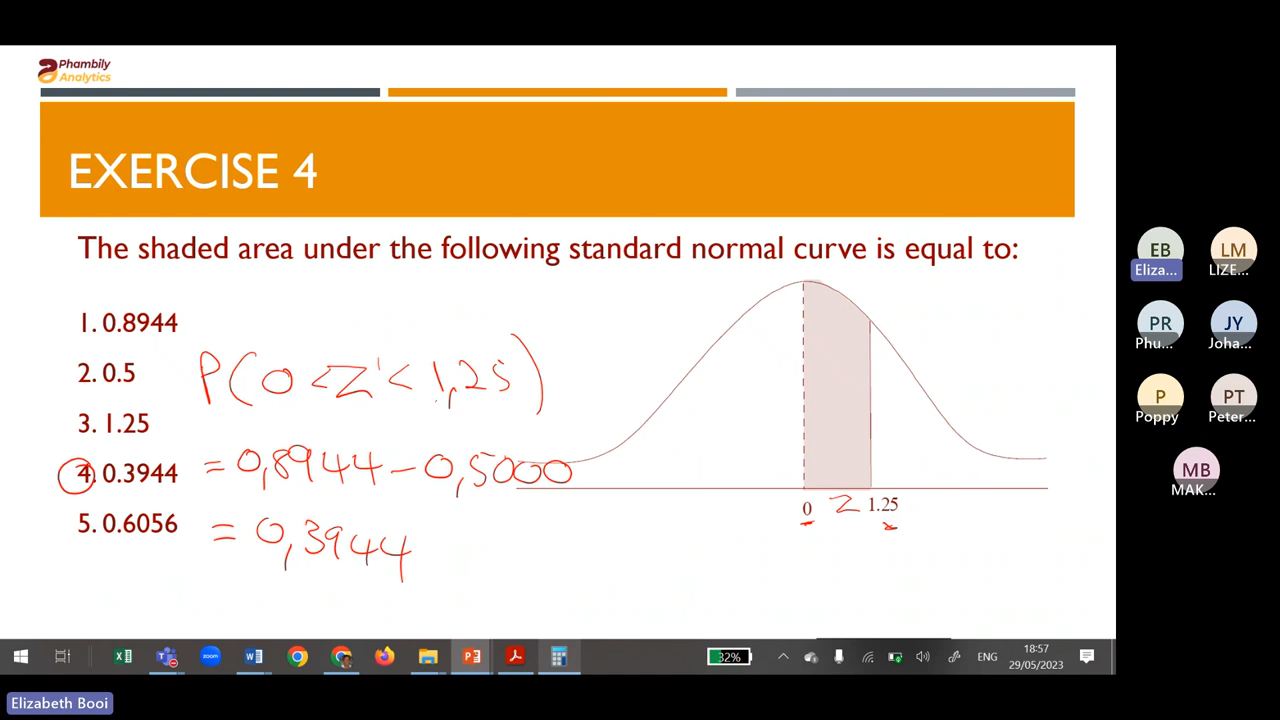 Phambily
Analytics
EXERCISE 4
The shaded area under the following standard normal curve is equal to:
1. 0.8944
2. 0.5
3. 1.25
4. 0.3944
5. 0.6056
P(0<Z<1,25)
= 0,8944 - 0,5000
= 0,3944
0 Z 1.25
EB
Eliza...
LM
LIZE...
PR
Phu...
JY
Joha...
P
Poppy
PT
Peter...
MB
MAK...
zoom
32%
ENG
18:57
29/05/2023
Elizabeth Booi